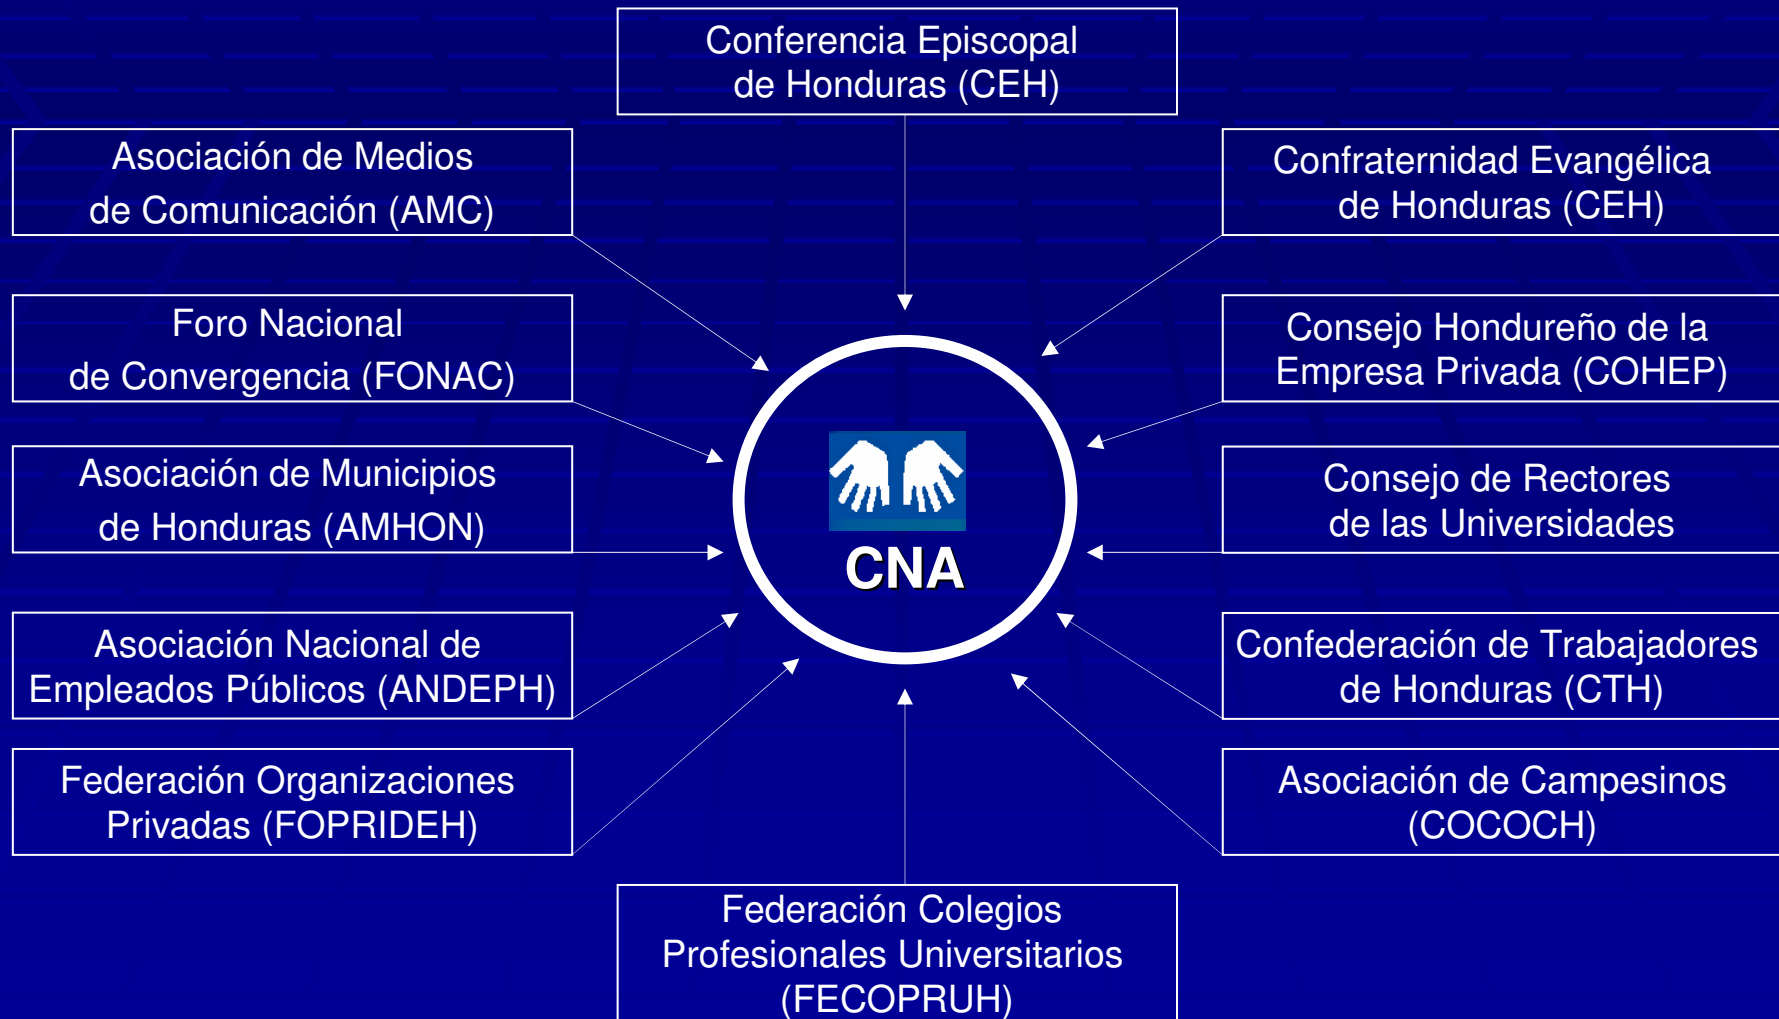 Conferencia Episcopal
de Honduras (CEH)
Asociación de Medios
de Comunicación (AMC)
Confraternidad Evangélica
de Honduras (CEH)
Foro Nacional
de Convergencia (FONAC)
Consejo Hondureño de la
Empresa Privada (COHEP)
Asociación de Municipios
de Honduras (AMHON)
Consejo de Rectores
de las Universidades
CNA
Asociación Nacional de
Empleados Públicos (ANDEPH)
Confederación de Trabajadores
de Honduras (CTH)
Federación Organizaciones
Privadas (FOPRIDEH)
Asociación de Campesinos
(COCOCH)
Federación Colegios
Profesionales Universitarios
(FECOPRUH)